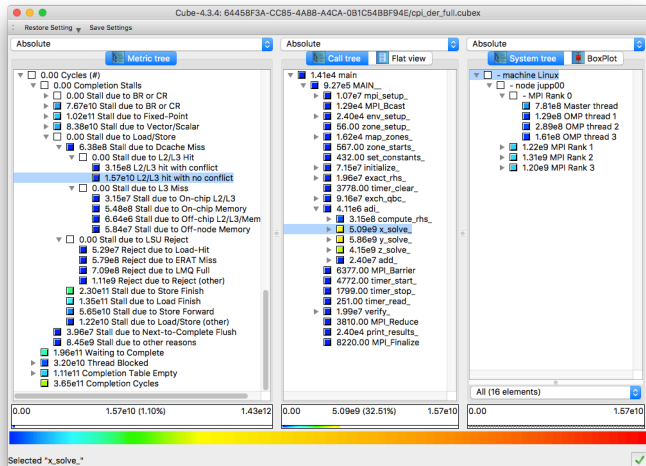 Cube-4.3.4: 64458F3A-CC85-4A88-A4CA-0B1C54BBF94E/cpi_der_full.cubex
Restore Setting Save Settings
Absolute
Metric tree
0.00 Cycles (#)
0.00 Completion Stalls
0.00 Stall due to BR or CR
7.67e10 Stall due to BR or CR
1.02e11 Stall due to Fixed-Point
8.38e10 Stall due to Vector/Scalar
0.00 Stall due to Load/Store
6.38e8 Stall due to Dcache Miss
0.00 Stall due to L2/L3 Hit
3.15e8 L2/L3 hit with conflict
1.57e10 L2/L3 hit with no conflict
0.00 Stall due to L3 Miss
3.15e7 Stall due to On-chip L2/L3
5.48e8 Stall due to On-chip Memory
6.64e6 Stall due to Off-chip L2/L3/Mem
5.84e7 Stall due to Off-node Memory
0.00 Stall due to LSU Reject
5.29e7 Reject due to Load-Hit
5.79e8 Reject due to ERAT Miss
7.09e8 Reject due to LMQ Full
1.11e9 Reject due to Reject (other)
2.30e11 Stall due to Store Finish
1.35e11 Stall due to Load Finish
5.65e10 Stall due to Store Forward
1.22e10 Stall due to Load/Store (other)
3.96e7 Stall due to Next-to-Complete Flush
8.45e9 Stall due to other reasons
1.96e11 Waiting to Complete
3.20e10 Thread Blocked
1.11e11 Completion Table Empty
3.65e11 Completion Cycles
0.00 1.57e10 (1.10%) 1.43e12
Absolute
Call tree Flat view
1.41e4 main
9.27e5 MAIN__
1.07e7 mpi_setup_
1.29e4 MPI_Bcast
2.40e4 env_setup_
56.00 zone_setup_
1.62e4 map_zones_
567.00 zone_starts_
432.00 set_constants_
7.15e7 initialize_
1.96e7 exact_rhs_
3778.00 timer_clear_
9.16e7 exch_qbc_
4.11e6 adi_
3.15e8 compute_rhs_
5.09e9 x_solve_
5.86e9 y_solve_
4.15e9 z_solve_
2.40e7 add_
6377.00 MPI_Barrier
4772.00 timer_start_
1799.00 timer_stop_
251.00 timer_read_
1.99e7 verify_
3810.00 MPI_Reduce
2.40e4 print_results_
8220.00 MPI_Finalize
0.00 5.09e9 (32.51%) 1.57e10
Absolute
System tree BoxPlot
- machine Linux
- node jupp00
- MPI Rank 0
7.81e8 Master thread
1.29e8 OMP thread 1
2.89e8 OMP thread 2
1.61e8 OMP thread 3
1.22e9 MPI Rank 1
1.31e9 MPI Rank 2
1.20e9 MPI Rank 3
All (16 elements)
0.00 1.57e10
Selected "x_solve_"